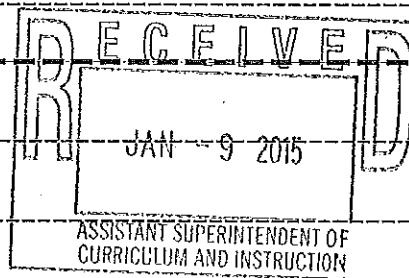 RECEIVED
JAN - 9 2015
ASSISTANT SUPERINTENDENT OF
CURRICULUM AND INSTRUCTION